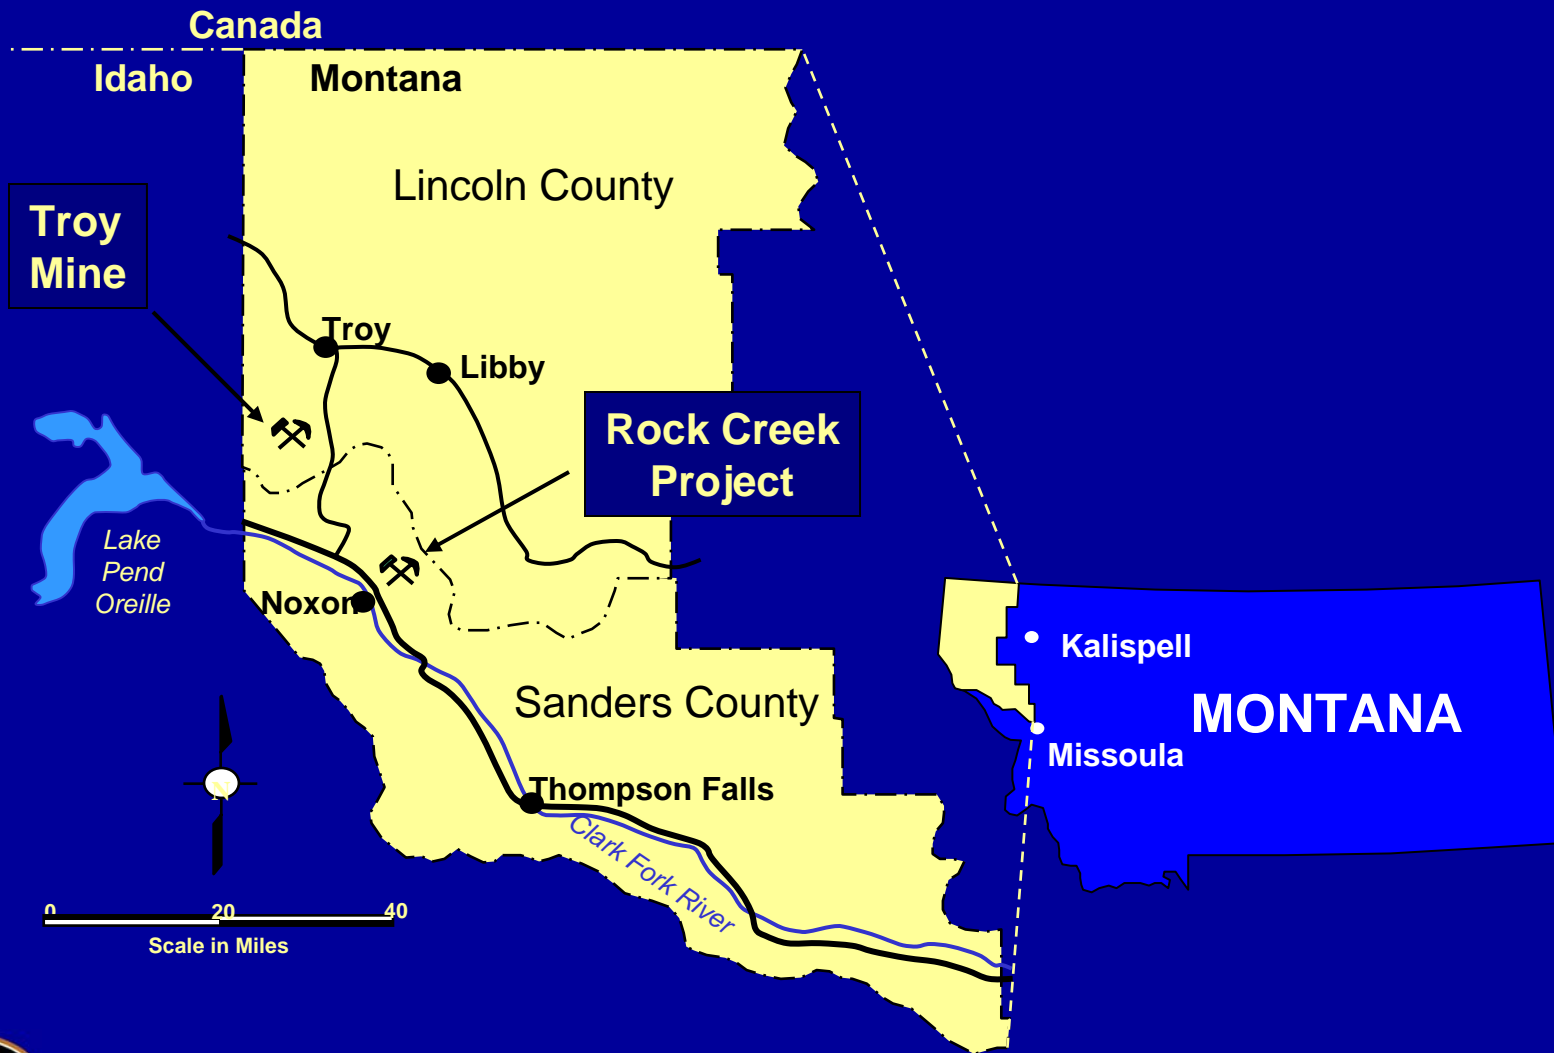 Canada
Idaho
Montana
Lincoln County
Troy
Mine
Troy
Libby
Rock Creek
Project
Lake
Pend
Oreille
Noxon
Kalispell
MONTANA
Missoula
Sanders County
N
Thompson Falls
Clark Fork River
0 20 40
Scale in Miles